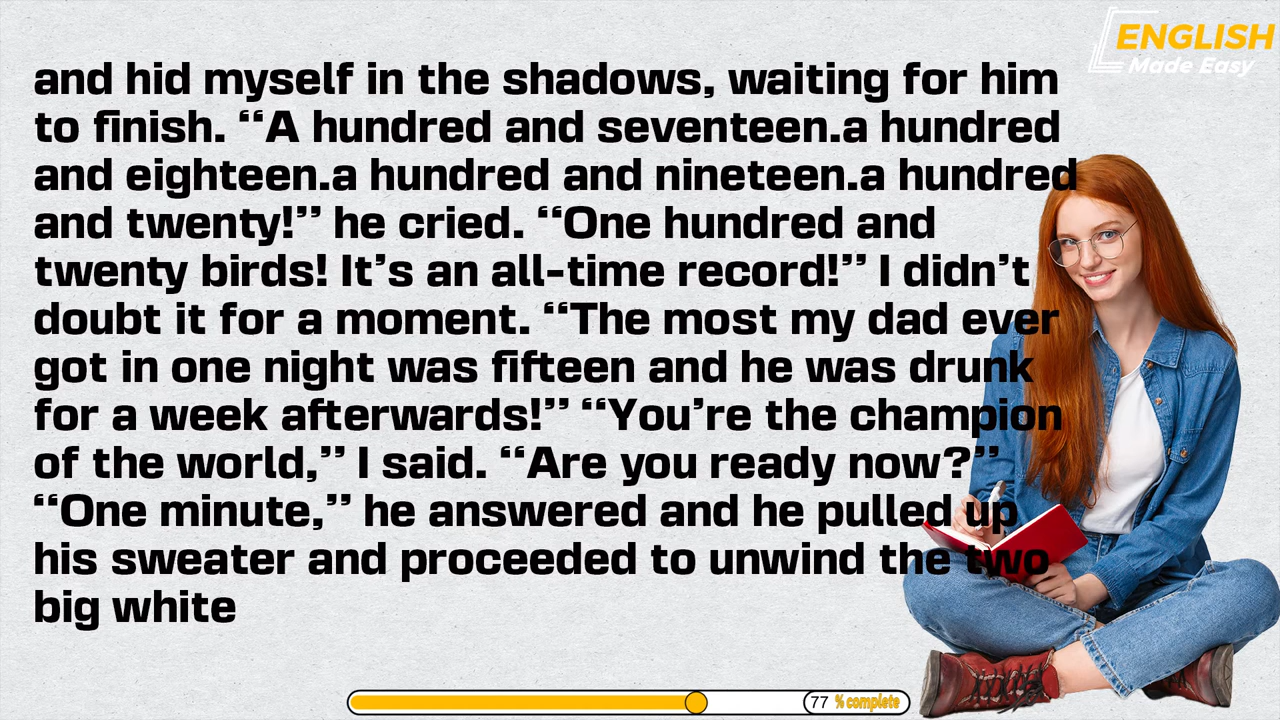 ENGLISH
Made Easy
and hid myself in the shadows, waiting for him
to finish. “A hundred and seventeen.a hundred
and eighteen.a hundred and nineteen.a hundred
and twenty!” he cried. “One hundred and
twenty birds! It’s an all-time record!” I didn’t
doubt it for a moment. “The most my dad ever
got in one night was fifteen and he was drunk
for a week afterwards!” “You’re the champion
of the world,” I said. “Are you ready now?”
“One minute,” he answered and he pulled up
his sweater and proceeded to unwind the two
big white
77 % complete